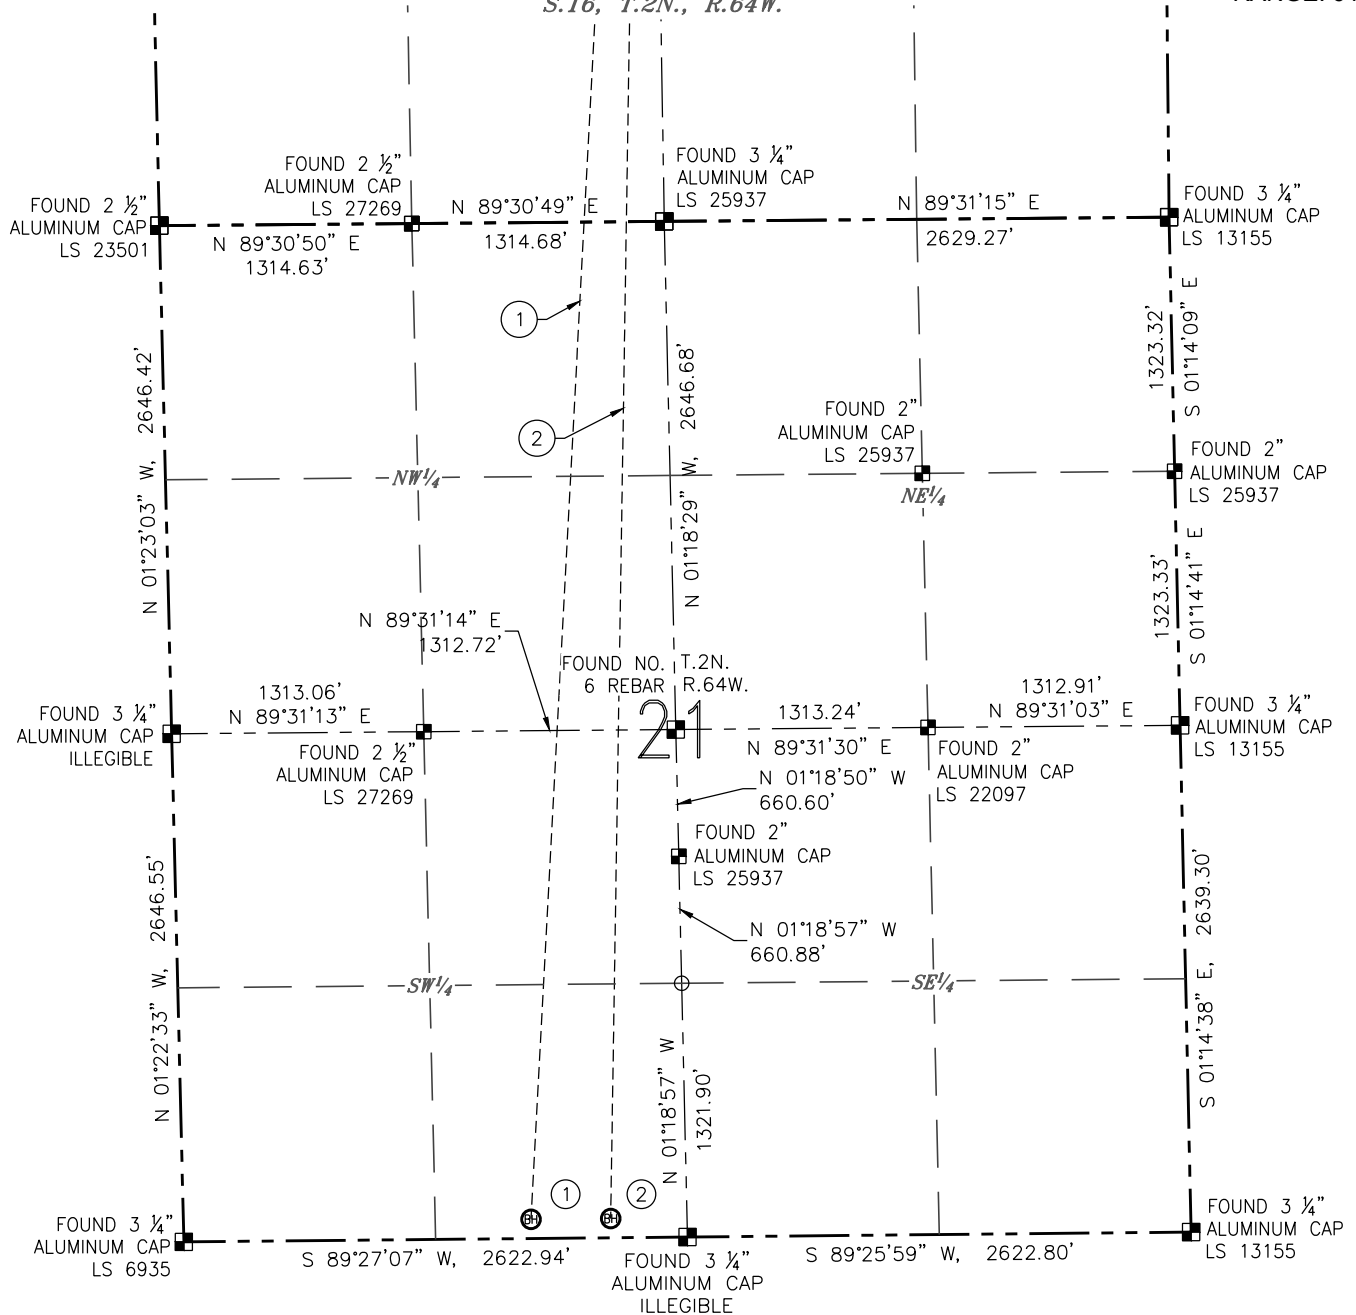 S.16, T.2N., R.64W.
FOUND 2 ½"
ALUMINUM CAP
LS 23501
FOUND 2 ½"
ALUMINUM CAP
LS 27269
N 89°30'50" E
1314.63'
N 89°30'49" E
1314.68'
FOUND 3 ¼"
ALUMINUM CAP
LS 25937
N 89°31'15" E
2629.27'
FOUND 3 ¼"
ALUMINUM CAP
LS 13155
1
2
N 01°23'03" W, 2646.42'
N 01°18'29" W, 2646.68'
1323.32'
S 01°14'09" E
FOUND 2"
ALUMINUM CAP
LS 25937
FOUND 2"
ALUMINUM CAP
LS 25937
NW¼
NE¼
1323.33'
S 01°14'41" E
N 89°31'14" E
1312.72'
FOUND NO.
6 REBAR
T.2N.
R.64W.
21
FOUND 3 ¼"
ALUMINUM CAP
ILLEGIBLE
1313.06'
N 89°31'13" E
FOUND 2 ½"
ALUMINUM CAP
LS 27269
1313.24'
N 89°31'30" E
1312.91'
N 89°31'03" E
FOUND 3 ¼"
ALUMINUM CAP
LS 13155
FOUND 2"
ALUMINUM CAP
LS 22097
N 01°18'50" W
660.60'
FOUND 2"
ALUMINUM CAP
LS 25937
N 01°18'57" W
660.88'
N 01°22'33" W, 2646.55'
SW¼
SE¼
S 01°14'38" E, 2639.30'
N 01°18'57" W
1321.90'
BH
1
BH
2
FOUND 3 ¼"
ALUMINUM CAP
LS 6935
S 89°27'07" W, 2622.94'
FOUND 3 ¼"
ALUMINUM CAP
ILLEGIBLE
S 89°25'59" W, 2622.80'
FOUND 3 ¼"
ALUMINUM CAP
LS 13155